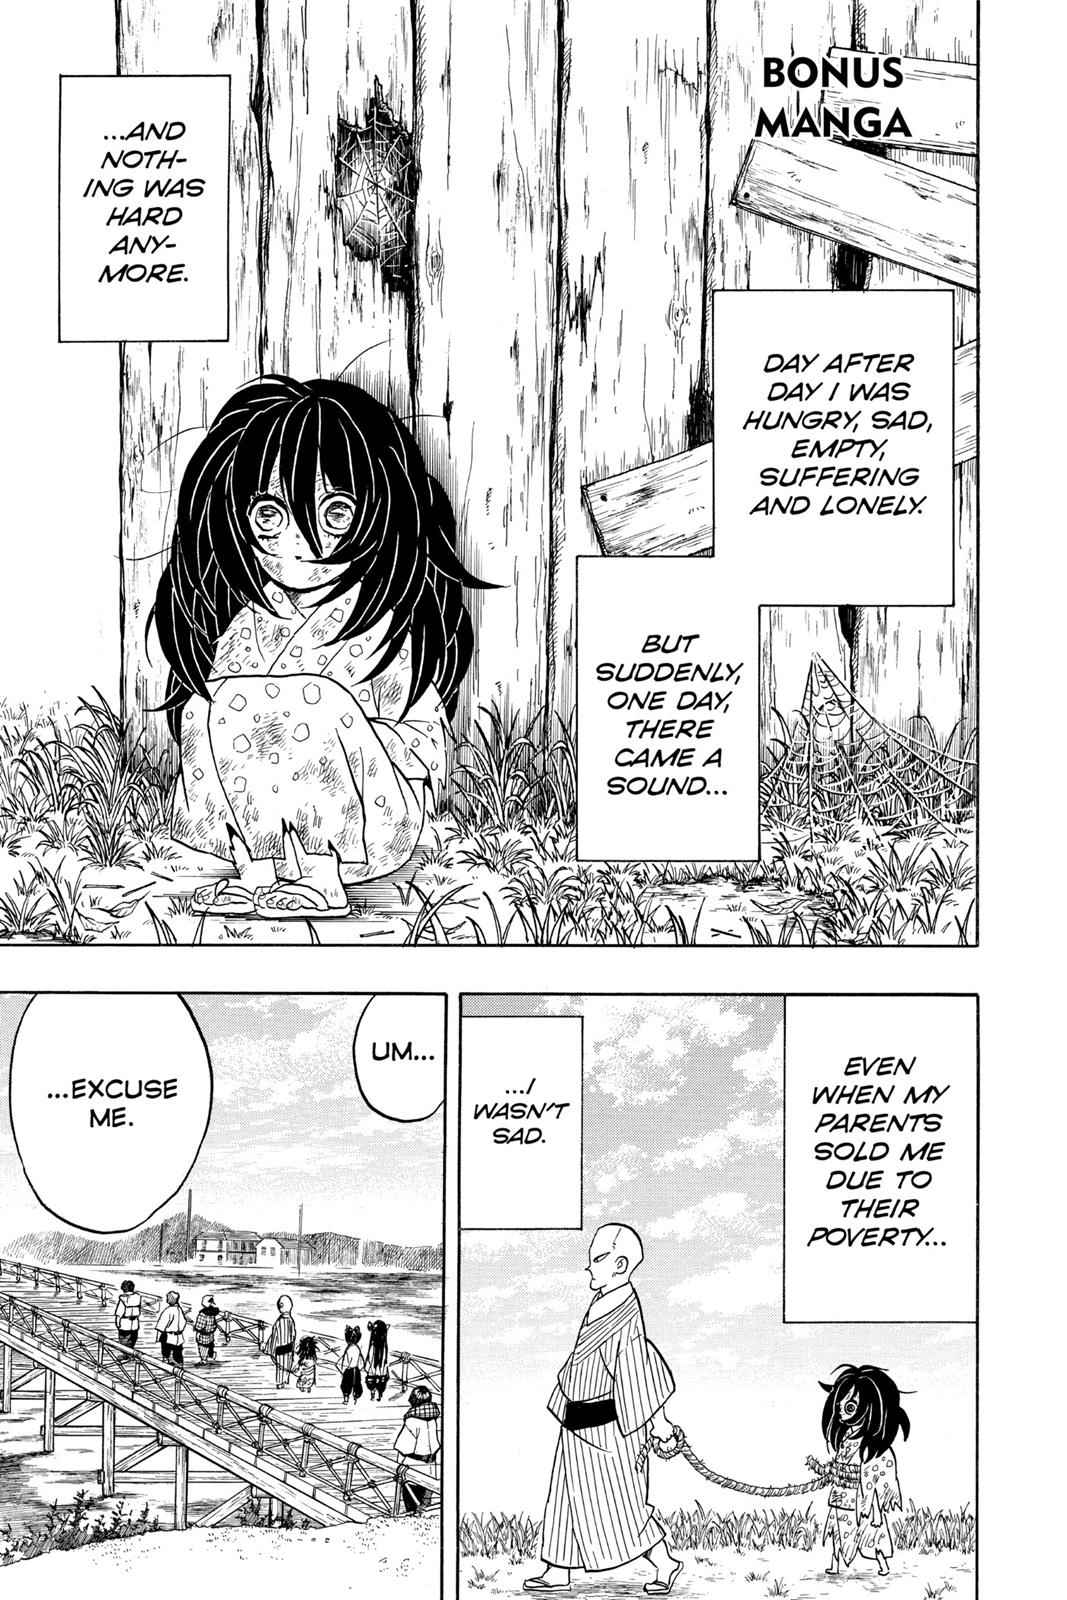 BONUS
MANGA
DAY AFTER
DAY I WAS
HUNGRY, SAD,
EMPTY,
SUFFERING
AND LONELY.
BUT
SUDDENLY,
ONE DAY,
THERE
CAME A
SOUND...
...AND
NOTH-
ING WAS
HARD
ANY-
MORE.
EVEN
WHEN MY
PARENTS
SOLD ME
DUE TO
THEIR
POVERTY...
...I
WASN'T
SAD.
UM...
...EXCUSE
ME.